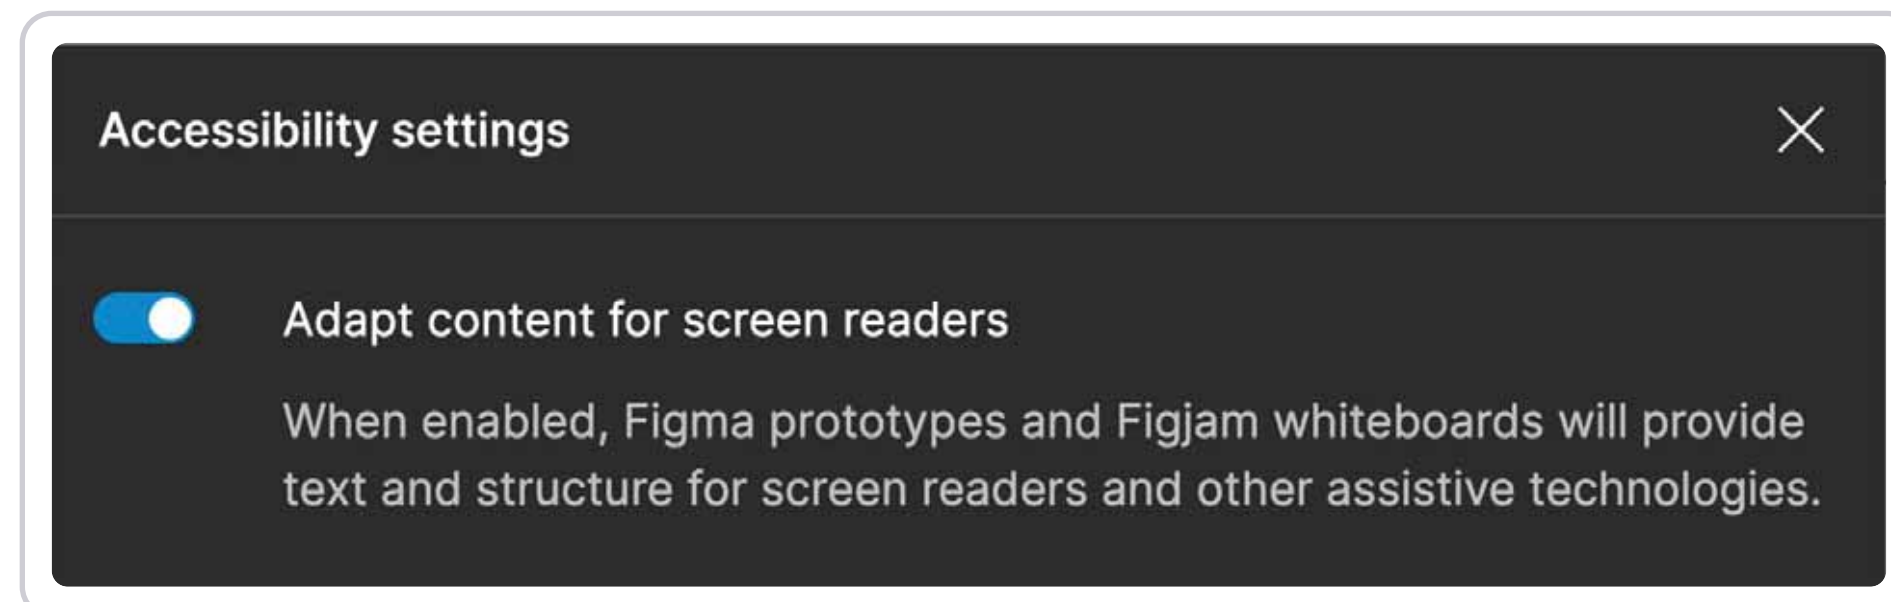 Accessibility settings
Adapt content for screen readers
When enabled, Figma prototypes and Figjam whiteboards will provide
text and structure for screen readers and other assistive technologies.